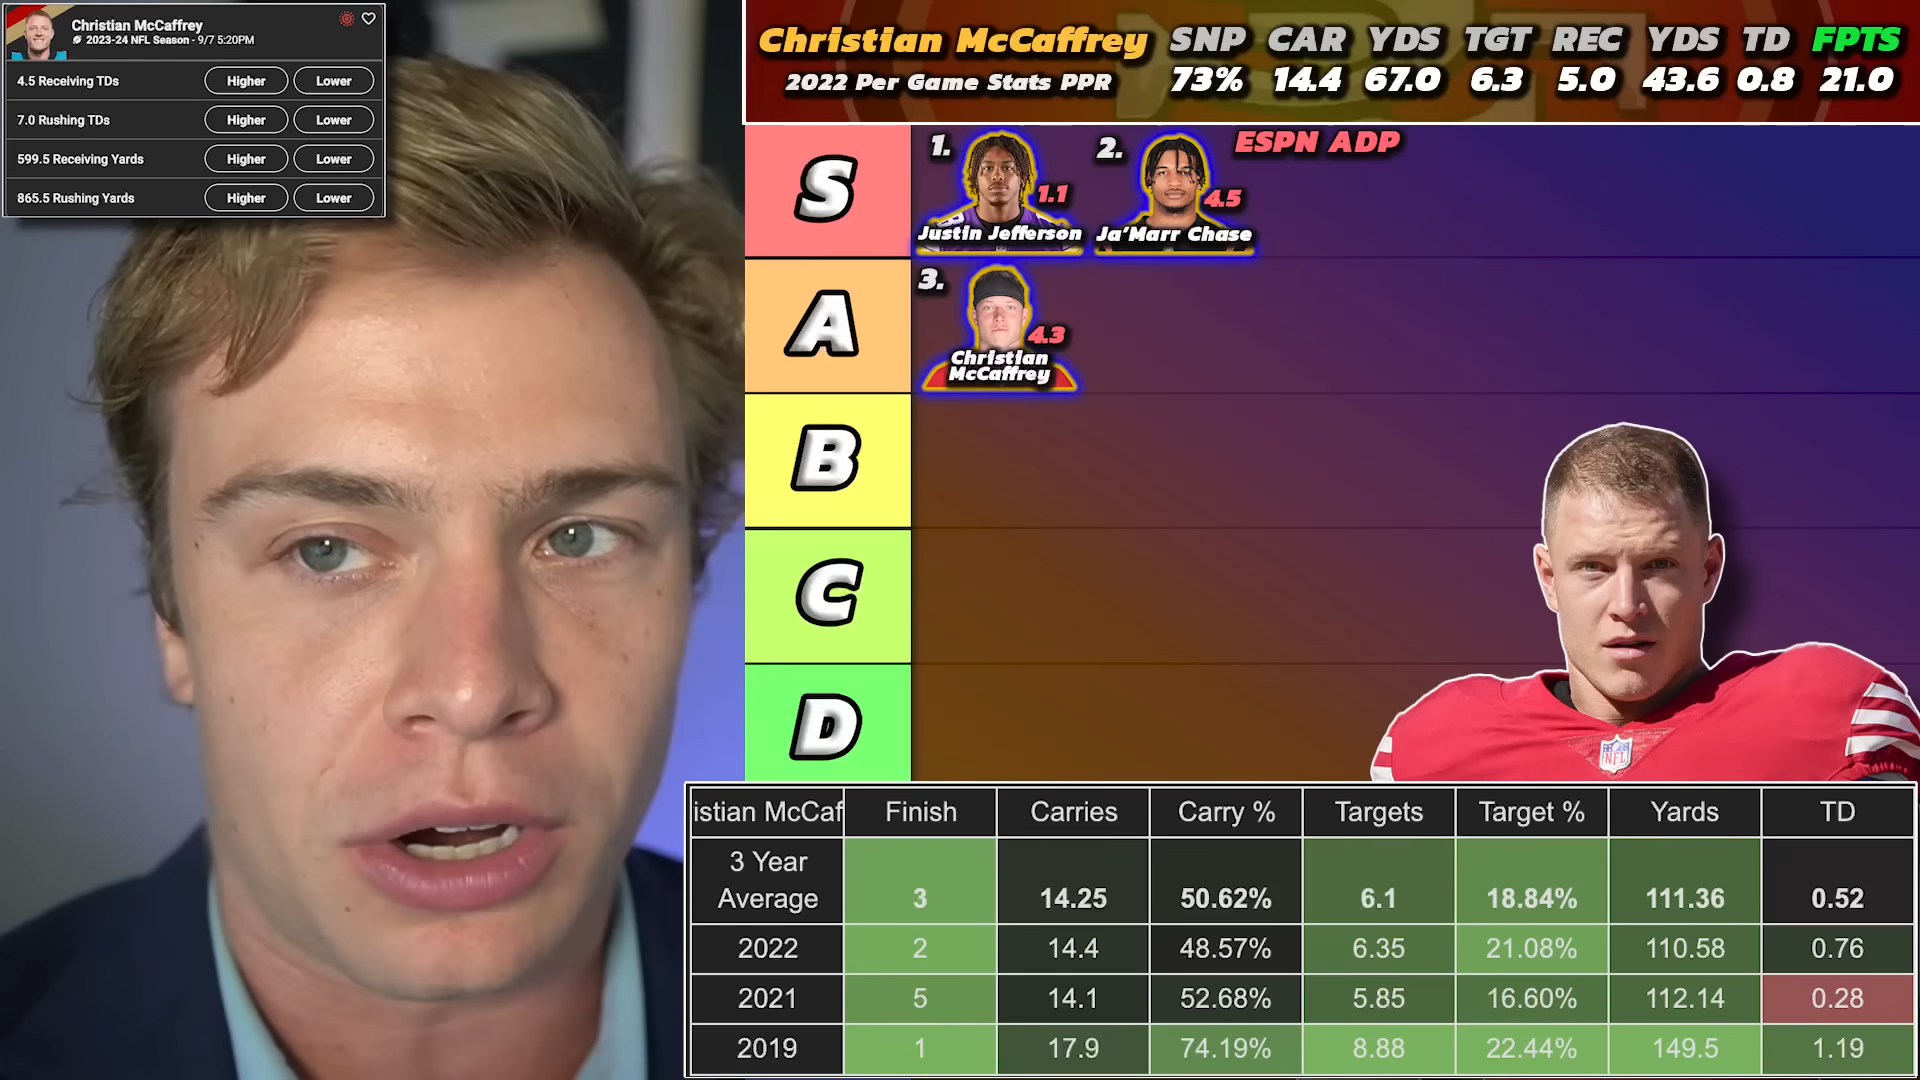 Christian McCaffrey
2023-24 NFL Season - 9/7 5:20PM
4.5 Receiving TDs Higher Lower
7.0 Rushing TDs Higher Lower
599.5 Receiving Yards Higher Lower
865.5 Rushing Yards Higher Lower
Christian McCaffrey SNP CAR YDS TGT REC YDS TD FPTS
2022 Per Game Stats PPR 73% 14.4 67.0 6.3 5.0 43.6 0.8 21.0
S
1. 1.1 Justin Jefferson
2. 4.5 Ja'Marr Chase
ESPN ADP
A
3. 4.3
Christian
McCaffrey
B
C
D
NFL
istian McCaf Finish Carries Carry % Targets Target % Yards TD
3 Year
Average 3 14.25 50.62% 6.1 18.84% 111.36 0.52
2022 2 14.4 48.57% 6.35 21.08% 110.58 0.76
2021 5 14.1 52.68% 5.85 16.60% 112.14 0.28
2019 1 17.9 74.19% 8.88 22.44% 149.5 1.19